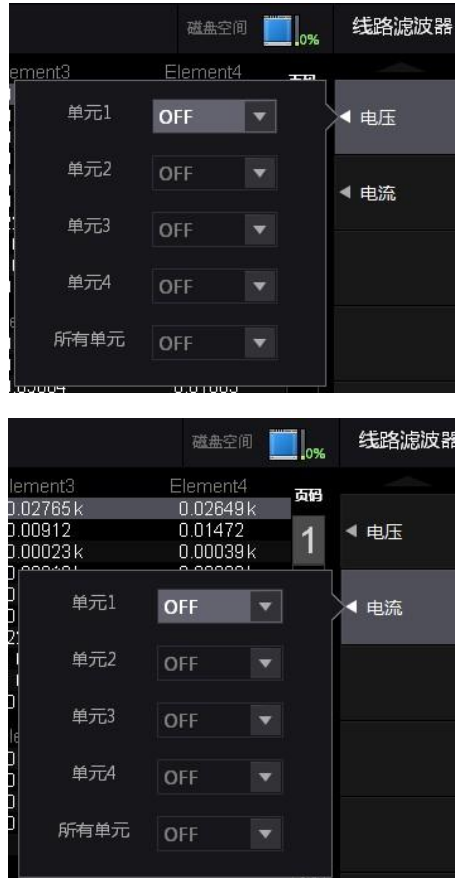 磁盘空间 0% 线路滤波器
ement3 Element4
单元1 OFF
电压
单元2 OFF
电流
单元3 OFF
单元4 OFF
所有单元 OFF
磁盘空间 0% 线路滤波器
lement3 Element4 页码
0.02765k 0.02649k
0.00912 0.01472 1 电压
0.00023k 0.00039k
单元1 OFF 电流
单元2 OFF
单元3 OFF
单元4 OFF
所有单元 OFF